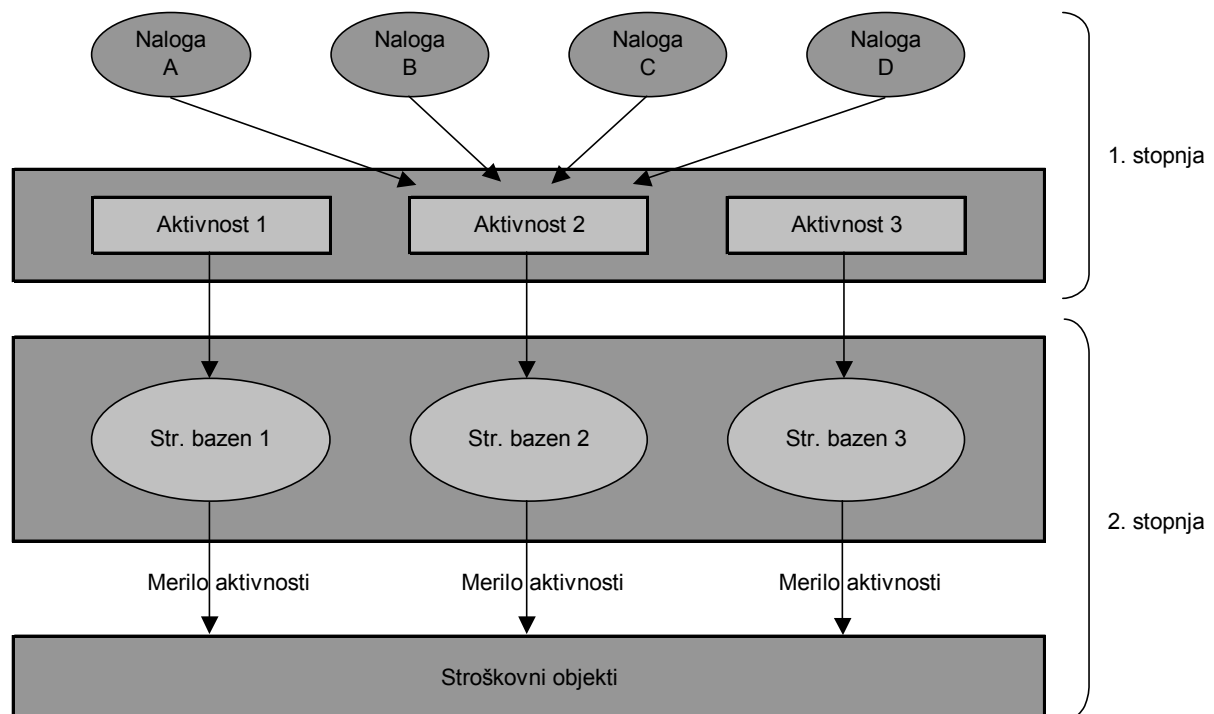 Naloga
A
Naloga
B
Naloga
C
Naloga
D
1. stopnja
Aktivnost 1
Aktivnost 2
Aktivnost 3
Str. bazen 1
Str. bazen 2
Str. bazen 3
2. stopnja
Merilo aktivnosti
Merilo aktivnosti
Merilo aktivnosti
Stroškovni objekti